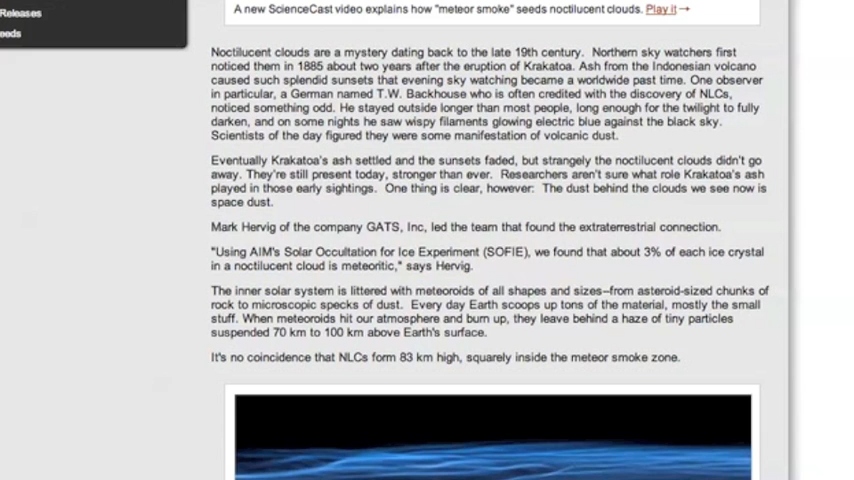 Releases
eeds
A new ScienceCast video explains how "meteor smoke" seeds noctilucent clouds. Play it→
Noctilucent clouds are a mystery dating back to the late 19th century.  Northern sky watchers first
noticed them in 1885 about two years after the eruption of Krakatoa. Ash from the Indonesian volcano
caused such splendid sunsets that evening sky watching became a worldwide past time. One observer
in particular, a German named T.W. Backhouse who is often credited with the discovery of NLCs,
noticed something odd. He stayed outside longer than most people, long enough for the twilight to fully
darken, and on some nights he saw wispy filaments glowing electric blue against the black sky.
Scientists of the day figured they were some manifestation of volcanic dust.
Eventually Krakatoa's ash settled and the sunsets faded, but strangely the noctilucent clouds didn't go
away. They're still present today, stronger than ever.  Researchers aren't sure what role Krakatoa's ash
played in those early sightings.  One thing is clear, however:  The dust behind the clouds we see now is
space dust.
Mark Hervig of the company GATS, Inc, led the team that found the extraterrestrial connection.
"Using AIM's Solar Occultation for Ice Experiment (SOFIE), we found that about 3% of each ice crystal
in a noctilucent cloud is meteoritic," says Hervig.
The inner solar system is littered with meteoroids of all shapes and sizes--from asteroid-sized chunks of
rock to microscopic specks of dust.  Every day Earth scoops up tons of the material, mostly the small
stuff. When meteoroids hit our atmosphere and burn up, they leave behind a haze of tiny particles
suspended 70 km to 100 km above Earth's surface.
It's no coincidence that NLCs form 83 km high, squarely inside the meteor smoke zone.